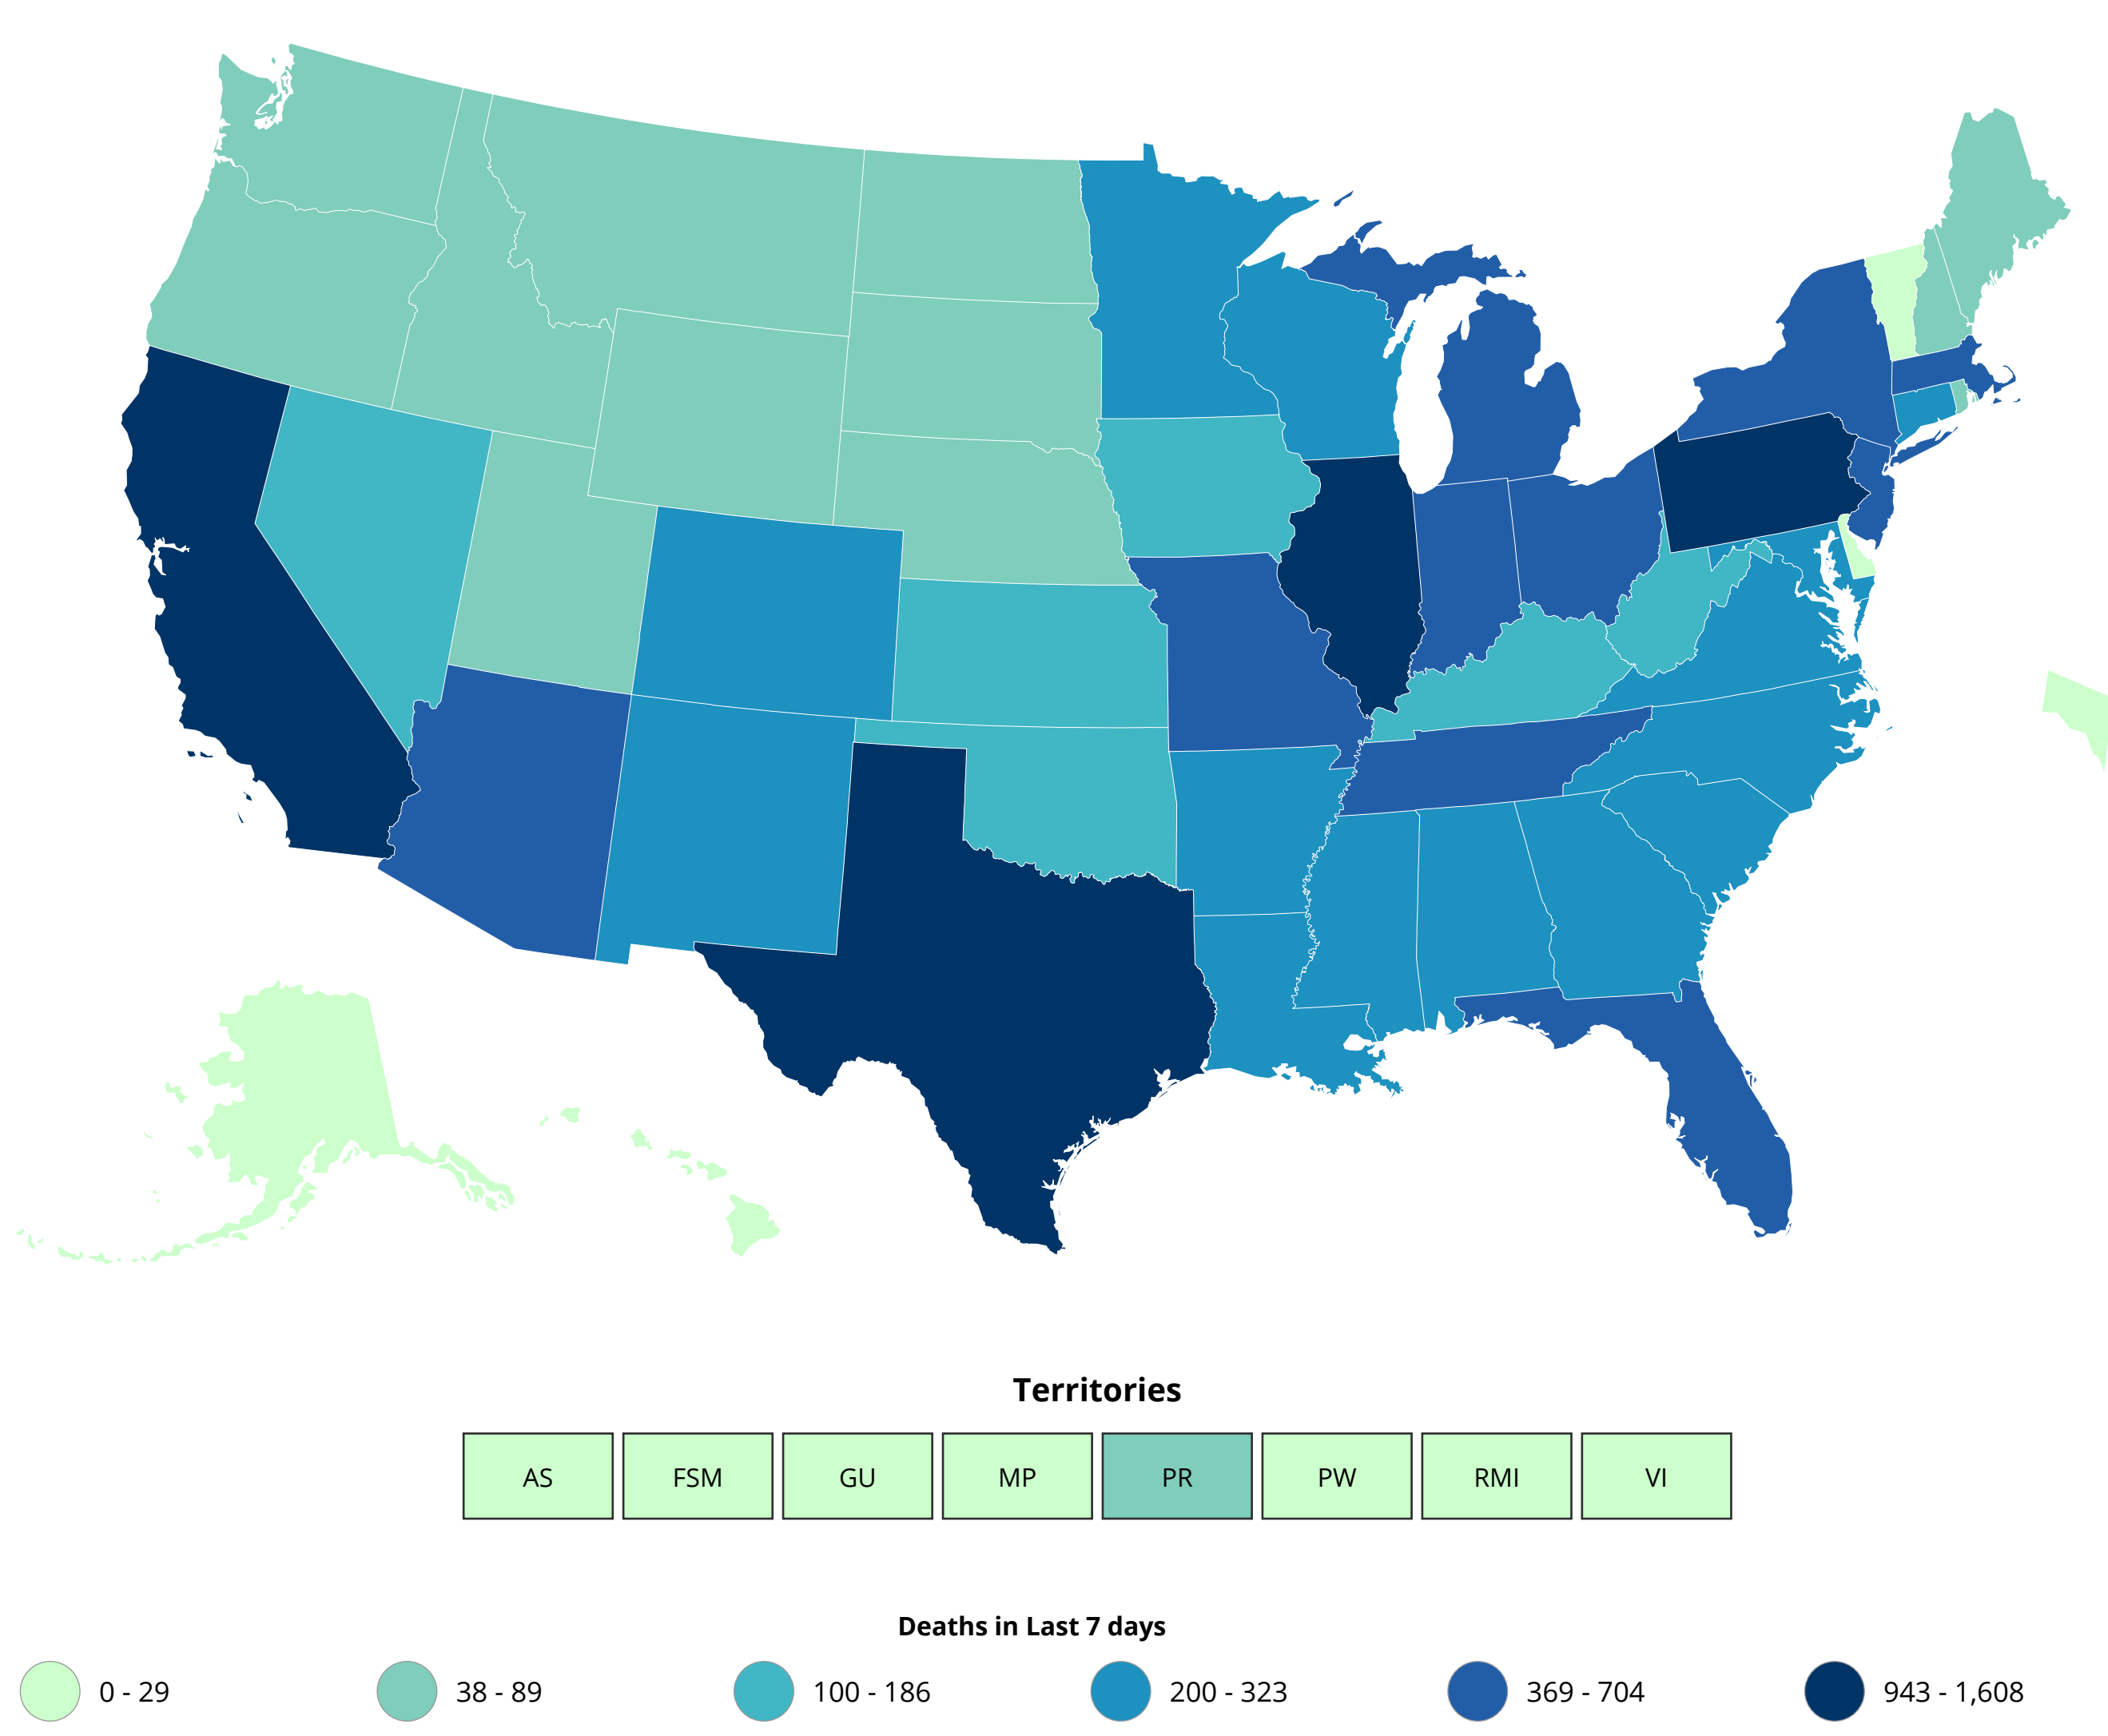 Territories
AS FSM GU MP PR PW RMI VI
Deaths in Last 7 days
0 - 29 38 - 89 100 - 186 200 - 323 369 - 704 943 - 1,608